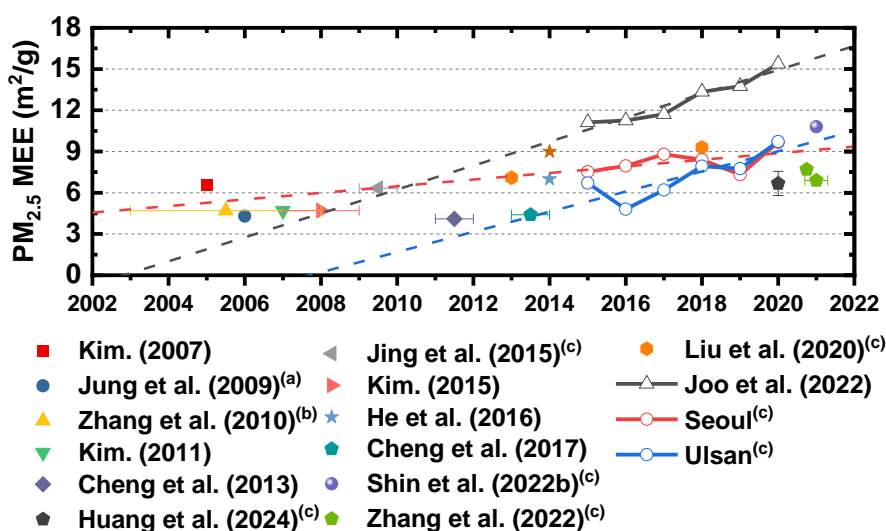 PM2.5 MEE (m²/g)
18
15
12
9
6
3
0
2002 2004 2006 2008 2010 2012 2014 2016 2018 2020 2022
Kim. (2007)
Jung et al. (2009)(a)
Zhang et al. (2010)(b)
Kim. (2011)
Cheng et al. (2013)
Huang et al. (2024)(c)
Jing et al. (2015)(c)
Kim. (2015)
He et al. (2016)
Cheng et al. (2017)
Shin et al. (2022b)(c)
Zhang et al. (2022)(c)
Liu et al. (2020)(c)
Joo et al. (2022)
Seoul(c)
Ulsan(c)